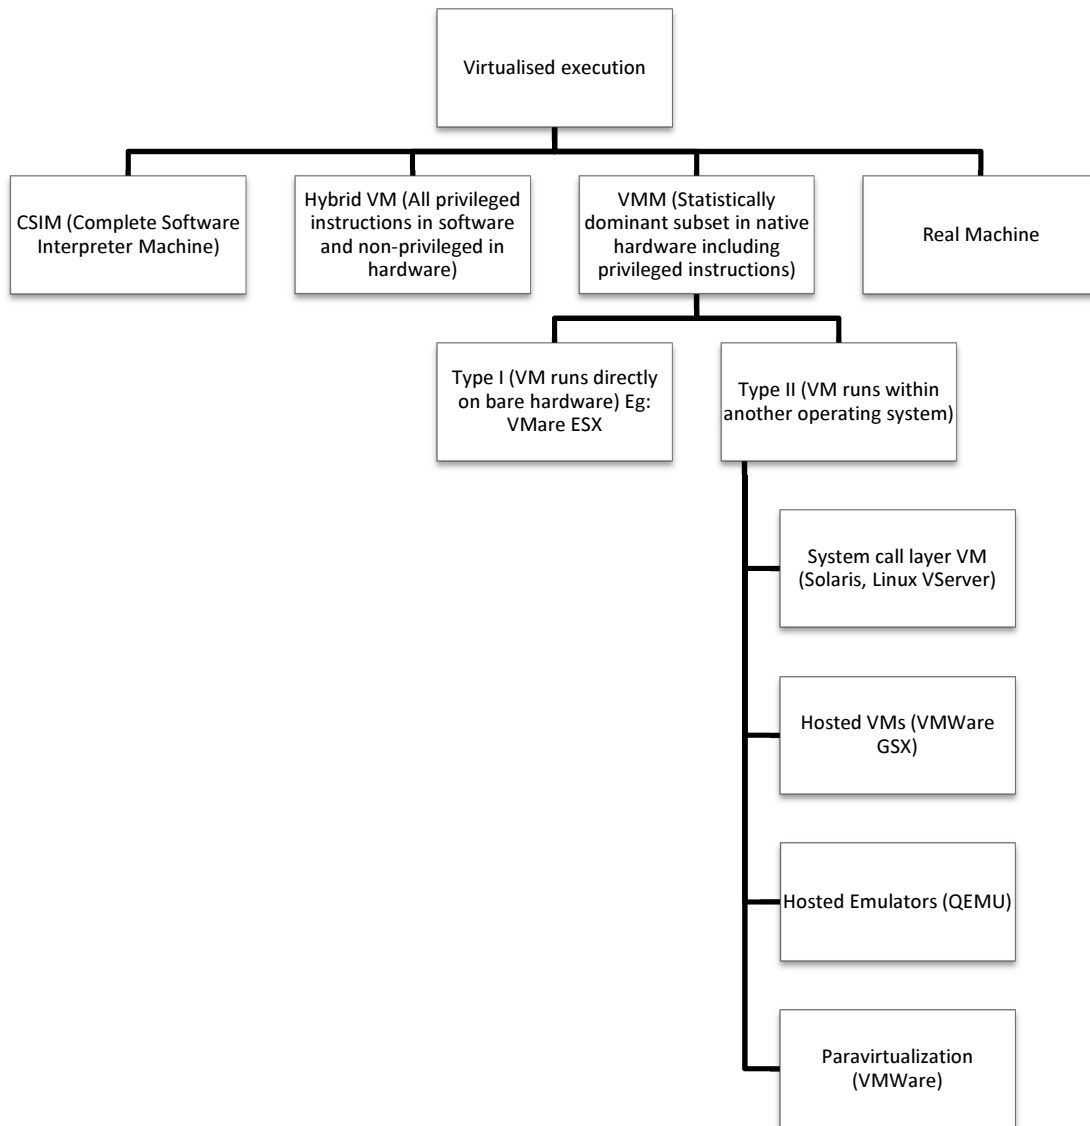 Virtualised execution
CSIM (Complete Software
Interpreter Machine)
Hybrid VM (All privileged
instructions in software
and non-privileged in
hardware)
VMM (Statistically
dominant subset in native
hardware including
privileged instructions)
Real Machine
Type I (VM runs directly
on bare hardware) Eg:
VMare ESX
Type II (VM runs within
another operating system)
System call layer VM
(Solaris, Linux VServer)
Hosted VMs (VMWare
GSX)
Hosted Emulators (QEMU)
Paravirtualization
(VMWare)